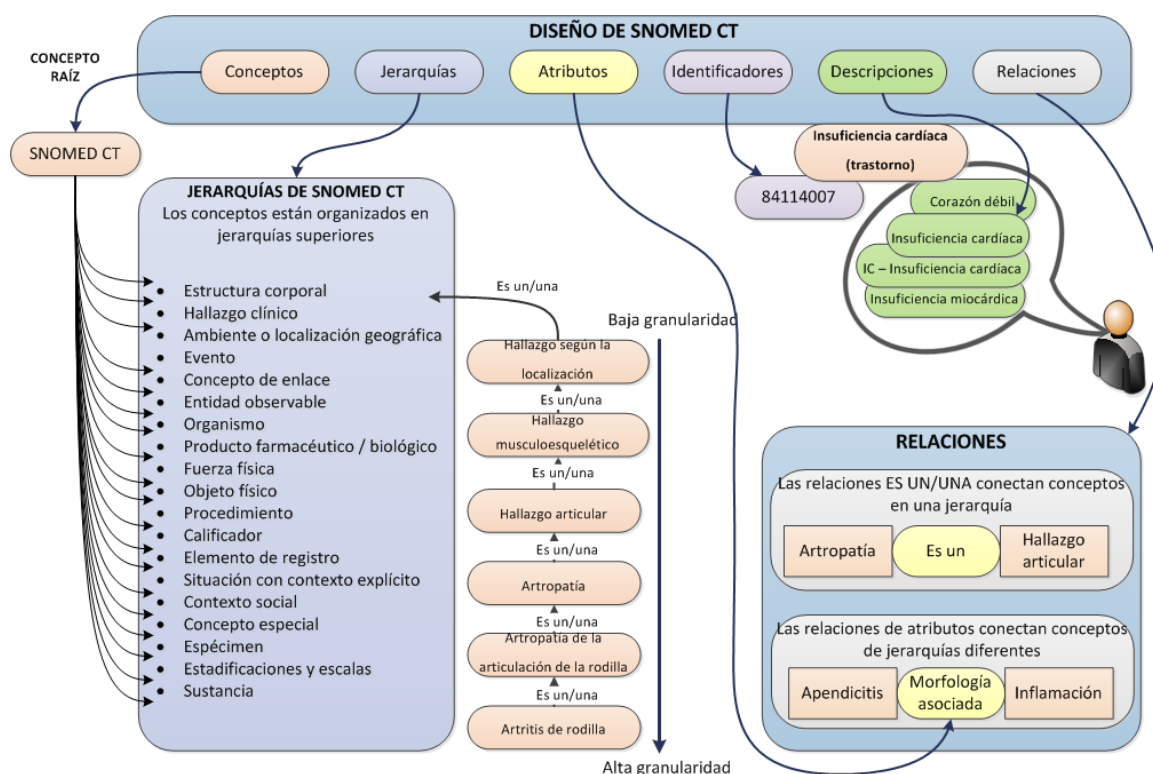 DISEÑO DE SNOMED CT
CONCEPTO
RAÍZ
Conceptos
Jerarquías
Atributos
Identificadores
Descripciones
Relaciones
SNOMED CT
JERARQUÍAS DE SNOMED CT
Los conceptos están organizados en
jerarquías superiores
• Estructura corporal
• Hallazgo clínico
• Ambiente o localización geográfica
• Evento
• Concepto de enlace
• Entidad observable
• Organismo
• Producto farmacéutico / biológico
• Fuerza física
• Objeto físico
• Procedimiento
• Calificador
• Elemento de registro
• Situación con contexto explícito
• Contexto social
• Concepto especial
• Espécimen
• Estadificaciones y escalas
• Sustancia
Es un/una
Hallazgo según la
localización
Es un/una
Hallazgo
musculoesquelético
Es un/una
Hallazgo articular
Es un/una
Artropatía
Es un/una
Artropatía de la
articulación de la rodilla
Es un/una
Artritis de rodilla
Baja granularidad
Alta granularidad
Insuficiencia cardíaca
(trastorno)
84114007
Corazón débil
Insuficiencia cardíaca
IC – Insuficiencia cardíaca
Insuficiencia miocárdica
RELACIONES
Las relaciones ES UN/UNA conectan conceptos
en una jerarquía
Artropatía
Es un
Hallazgo
articular
Las relaciones de atributos conectan conceptos
de jerarquías diferentes
Apendicitis
Morfología
asociada
Inflamación